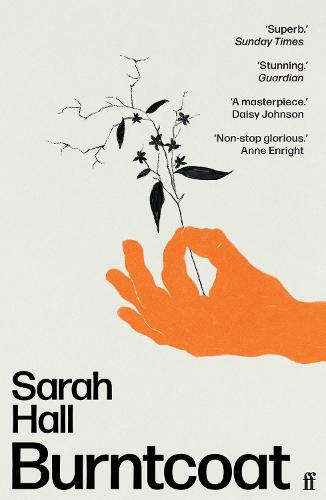 ‘Superb.’
Sunday Times
‘Stunning.’
Guardian
‘A masterpiece.’
Daisy Johnson
‘Non-stop glorious.’
Anne Enright
Sarah
Hall
Burntcoat
ff